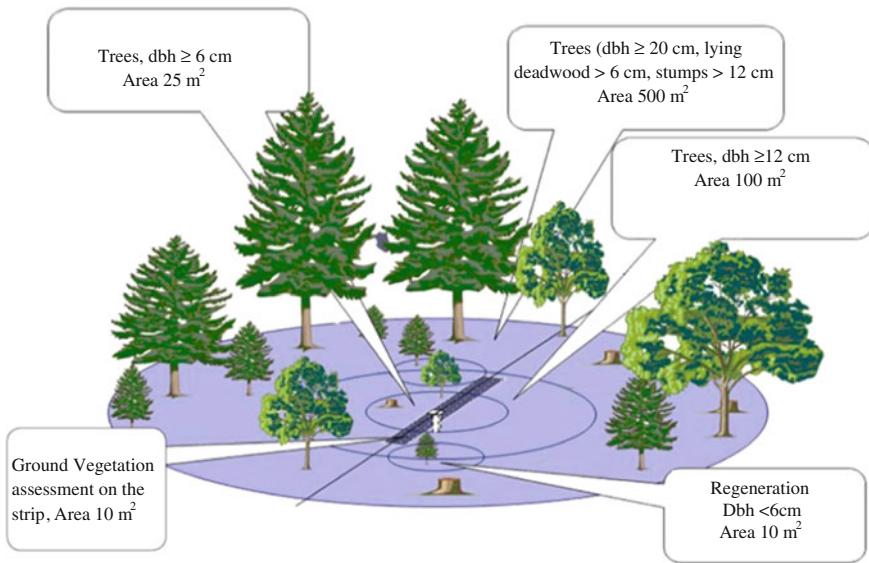 Trees, dbh ≥ 6 cm
Area 25 m²
Trees (dbh ≥ 20 cm, lying
deadwood > 6 cm, stumps > 12 cm
Area 500 m²
Trees, dbh ≥12 cm
Area 100 m²
Ground Vegetation
assessment on the
strip, Area 10 m²
Regeneration
Dbh <6cm
Area 10 m²